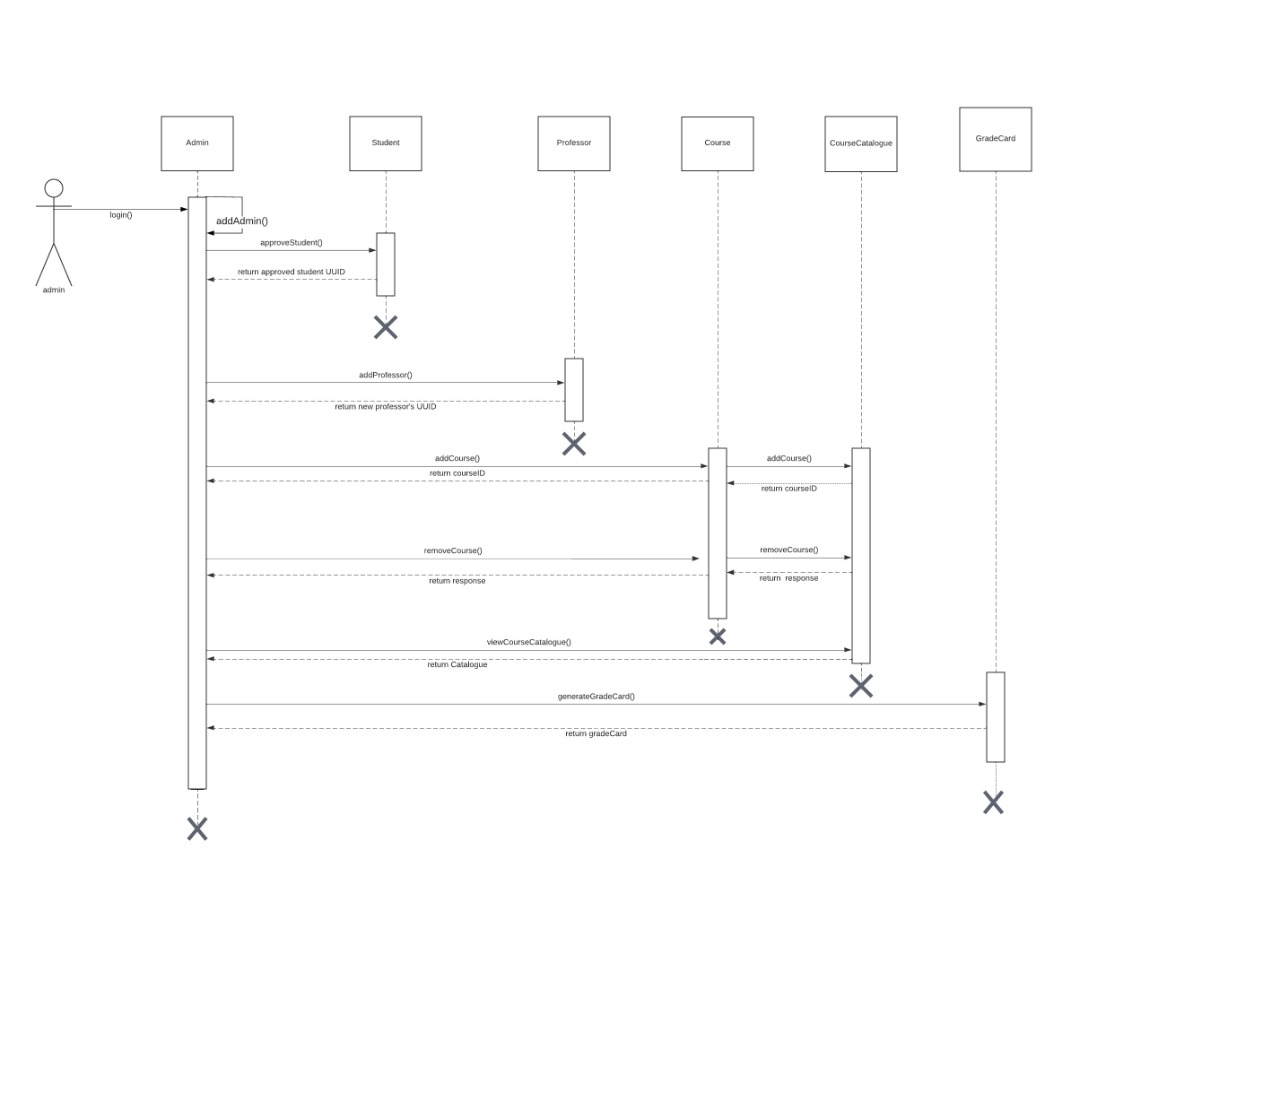 Admin
Student
Professor
Course
CourseCatalogue
GradeCard
login()
addAdmin()
approveStudent()
return approved student UUID
admin
addProfessor()
return new professor's UUID
addCourse()
addCourse()
return courseID
return courseID
removeCourse()
removeCourse()
return response
return  response
viewCourseCatalogue()
return Catalogue
generateGradeCard()
return gradeCard